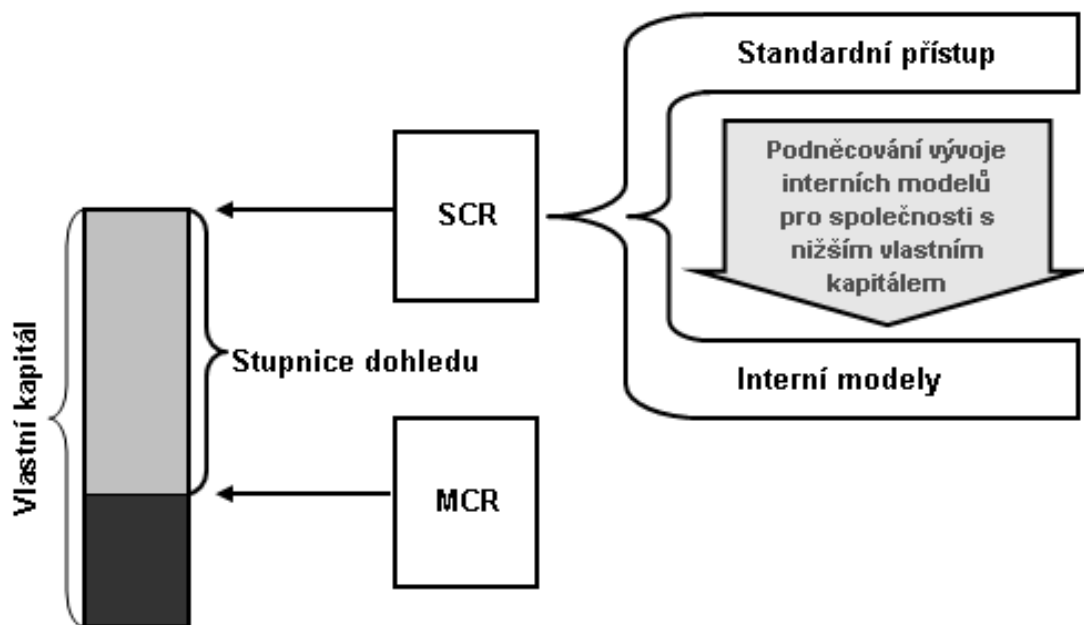 Standardní přístup
Podněcování vývoje
interních modelů
pro společnosti s
nižším vlastním
kapitálem
SCR
Vlastní kapitál
Stupnice dohledu
Interní modely
MCR